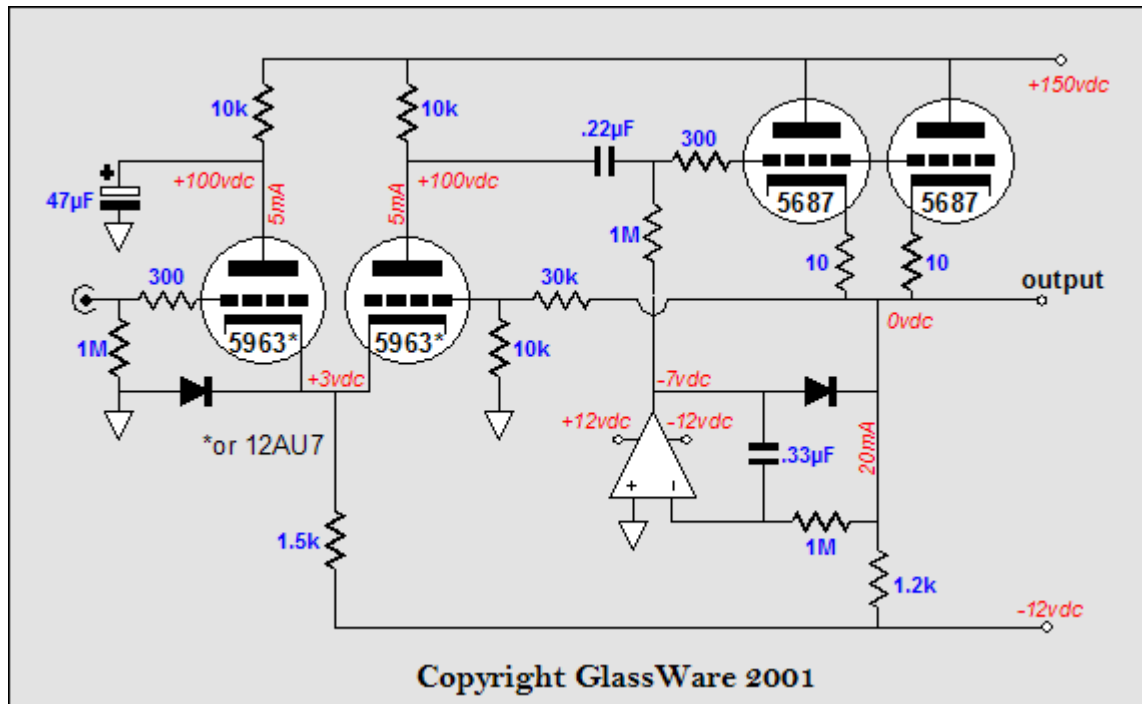 +150vdc
10k
10k
.22µF
300
5687
5687
47µF
+100vdc
+100vdc
5mA
5mA
1M
10
10
300
30k
output
5963*
5963*
0vdc
1M
10k
+3vdc
-7vdc
*or 12AU7
+12vdc
-12vdc
.33µF
20mA
+
-
1M
1.5k
1.2k
-12vdc
Copyright GlassWare 2001